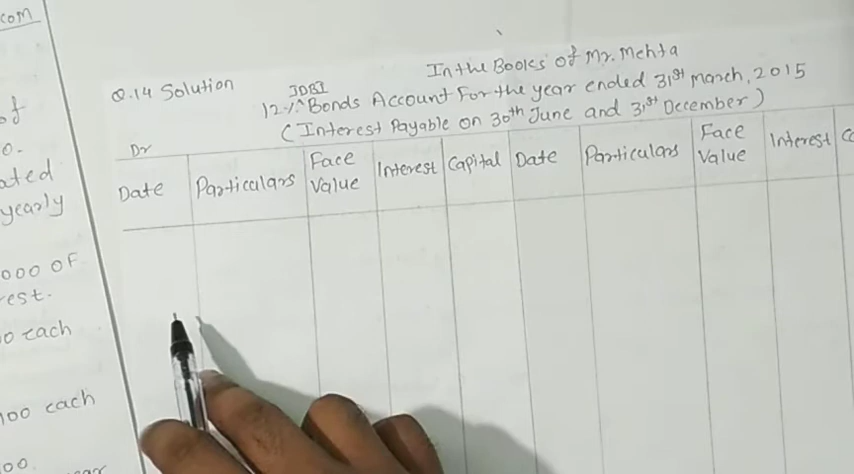 com
of
o.
ated
yearly
000 OF
rest.
0 each
100 each
00.
Q.14 Solution
In the Books of Mr. Mehta
IDBI
12% ^ Bonds Account For the year ended 31st march, 2015
(Interest Payable on 30th June and 31st December)
Dr
Date Particulars Face Value Interest Capital Date Particulars Face Value Interest